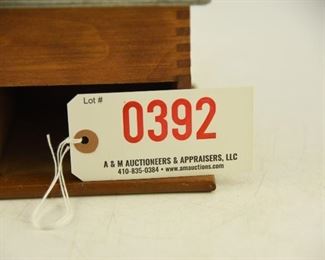 Lot #
0392
A & M AUCTIONEERS & APPRAISERS, LLC
410-835-0384 • www.amauctions.com